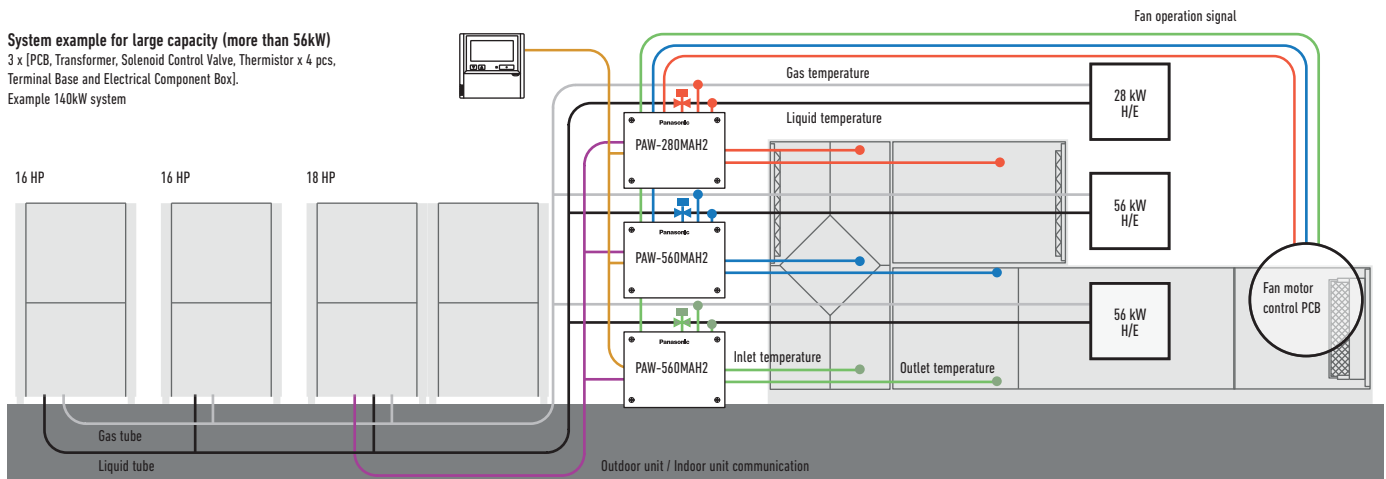 System example for large capacity (more than 56kW)
3 x [PCB, Transformer, Solenoid Control Valve, Thermistor x 4 pcs,
Terminal Base and Electrical Component Box].
Example 140kW system
Fan operation signal
Gas temperature
Liquid temperature
28 kW
H/E
Panasonic
PAW-280MAH2
16 HP
16 HP
18 HP
56 kW
H/E
Panasonic
PAW-560MAH2
Fan motor
control PCB
56 kW
H/E
Panasonic
PAW-560MAH2
Inlet temperature
Outlet temperature
Gas tube
Liquid tube
Outdoor unit / Indoor unit communication